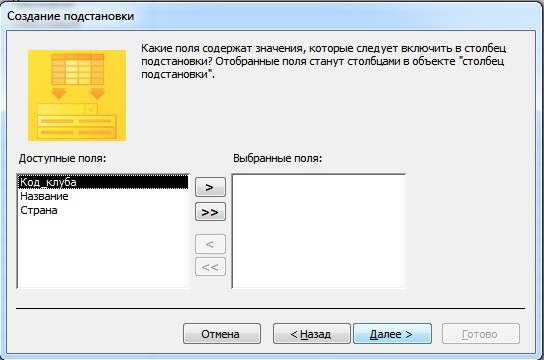 Создание подстановки
Какие поля содержат значения, которые следует включить в столбец
подстановки? Отобранные поля станут столбцами в объекте "столбец
подстановки".
Доступные поля:
Выбранные поля:
Код_клуба
Название
Страна
>
>>
<
<<
Отмена
< Назад
Далее >
Готово